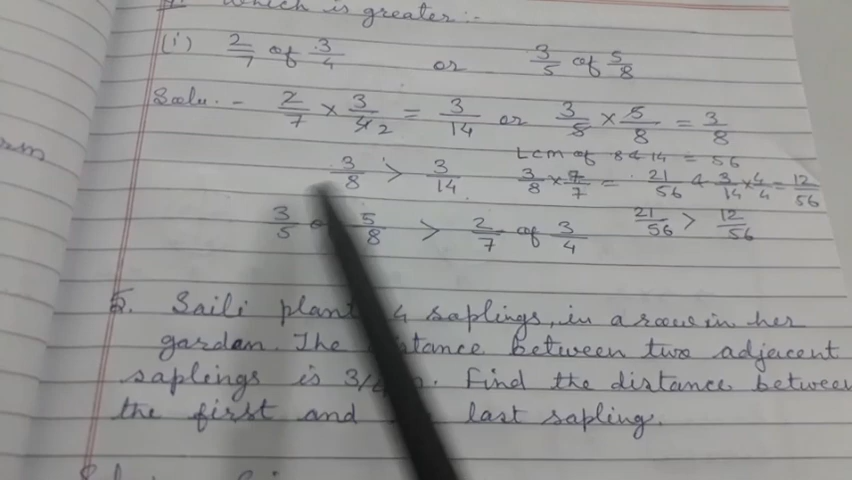 which is greater :-
(i) 2/7 of 3/4 or 3/5 of 5/8
Solu. - 2/7 × 3/4 2 = 3/14 or 3/5 × 5/8 = 3/8
Lcm of 8 & 14 = 56
3/8 > 3/14 3/8 × 7/7 = 21/56 & 3/14 × 4/4 = 12/56
3/5 5/8 > 2/7 of 3/4 21/56 > 12/56
5. Saili plant 4 saplings, in a row in her
garden. The distance between two adjacent
saplings is 3/ Find the distance between
the first and last sapling.